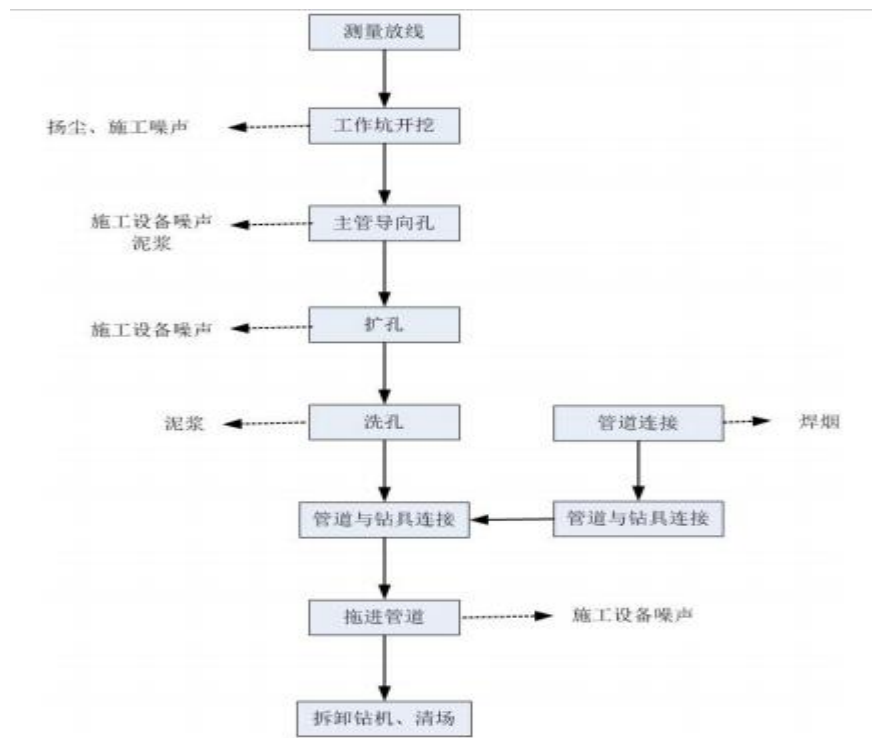 测量放线
扬尘、施工噪声
工作坑开挖
施工设备噪声
泥浆
主管导向孔
施工设备噪声
扩孔
泥浆
洗孔
管道连接
焊烟
管道与钻具连接
管道与钻具连接
拖进管道
施工设备噪声
拆卸钻机、清场